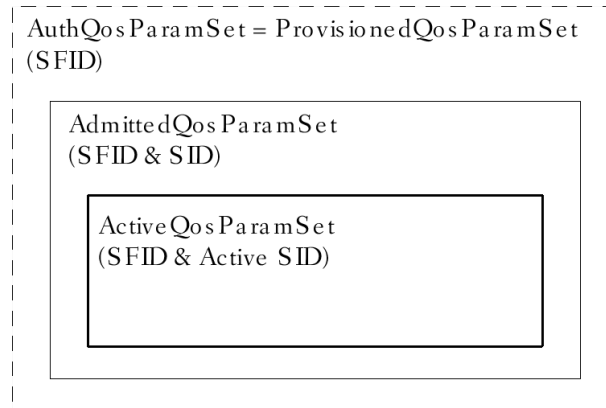 AuthQosParamSet = ProvisionedQosParamSet
(SFID)
AdmittedQosParamSet
(SFID & SID)
ActiveQosParamSet
(SFID & Active SID)